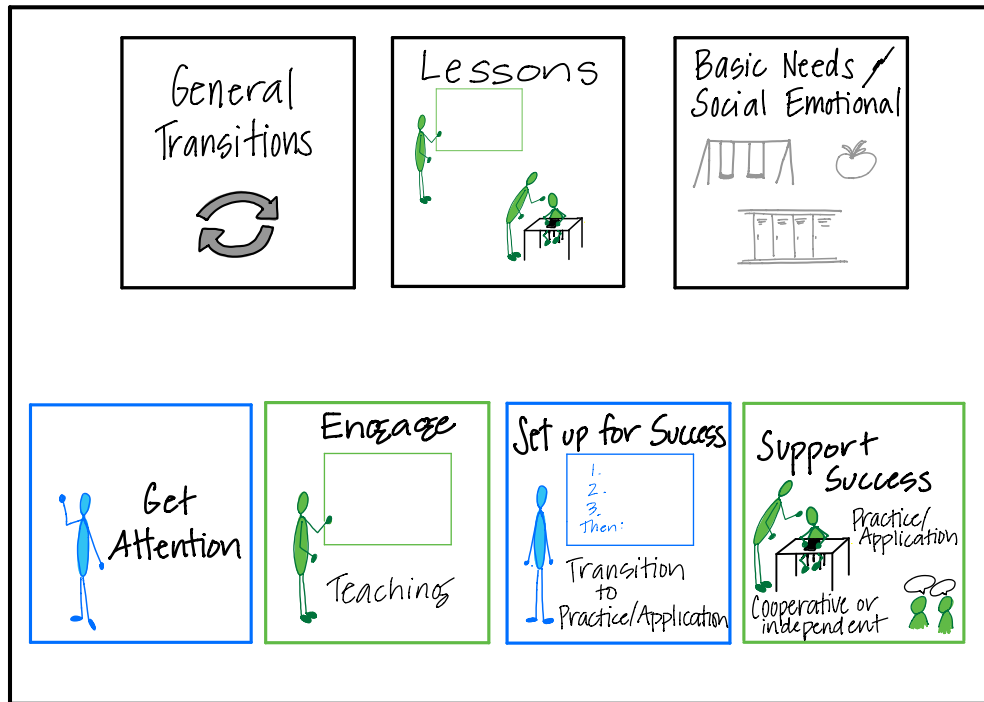 General
Transitions
Lessons
Basic Needs /
Social Emotional
Get
Attention
Engage
Teaching
Set up for Success
1.
2.
3.
Then:
Transition
to
Practice/Application
Support
Success
Practice/
Application
Cooperative or
independent